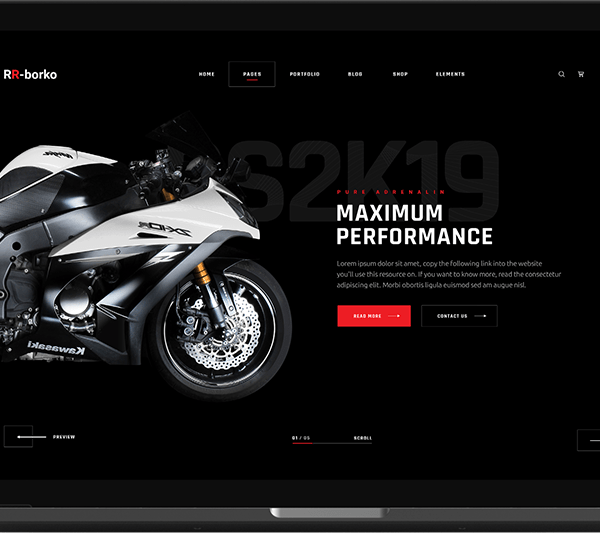 RR-borko
HOME
PAGES
PORTFOLIO
BLOG
SHOP
ELEMENTS
S2K19
PURE ADRENALIN
MAXIMUM
PERFORMANCE
Lorem ipsum dolor sit amet, copy the following link into the website
you'll use this resource on. If you want to know more, read the consectetur
adipiscing elit. Morbi obortis ligula euismod sed am augue nisl.
READ MORE
CONTACT US
ZX-10R
Kawasaki
PREVIEW
01 / 05
SCROLL